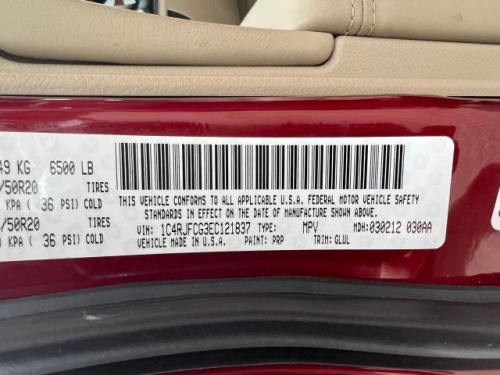 49 KG 6500 LB
/50R20 TIRES
KPA ( 36 PSI) COLD
/50R20 TIRES
KPA ( 36 PSI) COLD
THIS VEHICLE CONFORMS TO ALL APPLICABLE U.S.A. FEDERAL MOTOR VEHICLE SAFETY
STANDARDS IN EFFECT ON THE DATE OF MANUFACTURE SHOWN ABOVE.
VIN: 1C4RJFCG3EC121837 TYPE: MPV MDH: 030212 030AA
MADE IN U.S.A. PAINT: PRP TRIM: GLUL